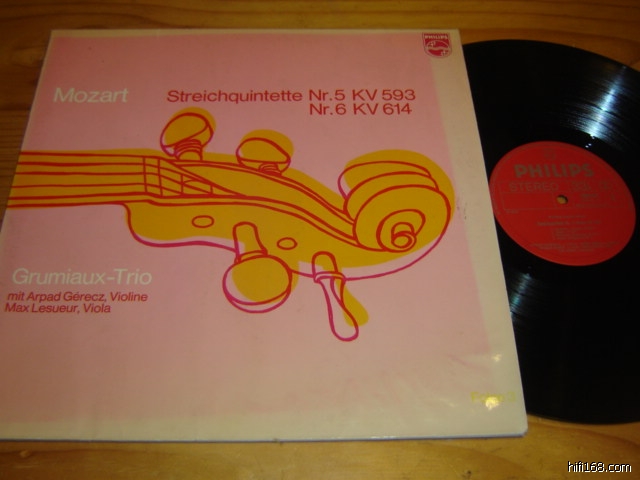 PHILIPS
Mozart
Streichquintette Nr.5 KV 593
Nr.6 KV 614
Grumiaux-Trio
mit Arpad Gérecz, Violine
Max Lesueur, Viola
PHILIPS
STEREO
hifi168.com